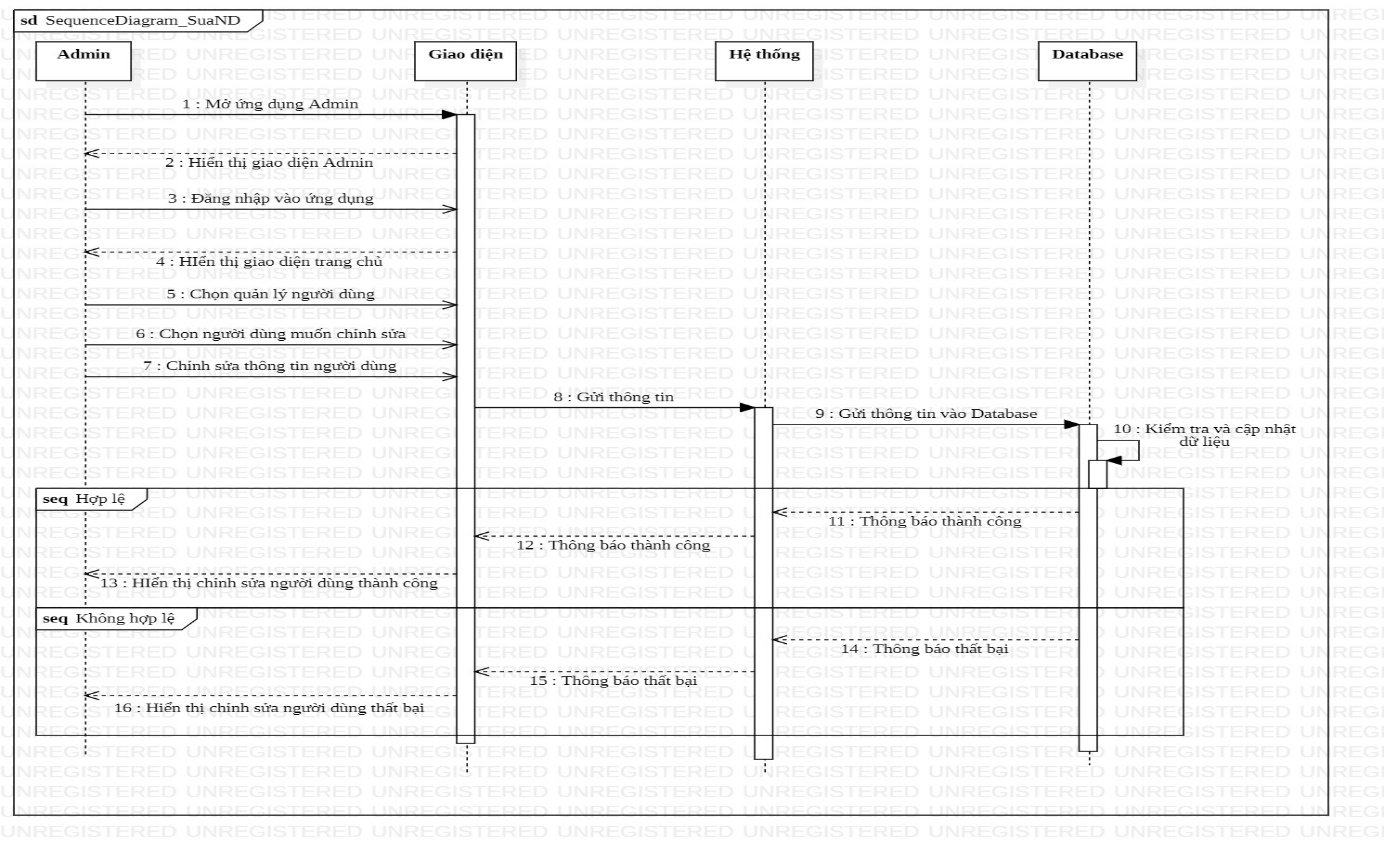 sd SequenceDiagram_SuaND
Admin
Giao diện
Hệ thống
Database
1 : Mở ứng dụng Admin
2 : Hiển thị giao diện Admin
3 : Đăng nhập vào ứng dụng
4 : HIển thị giao diện trang chủ
5 : Chọn quản lý người dùng
6 : Chọn người dùng muốn chỉnh sửa
7 : Chỉnh sửa thông tin người dùng
8 : Gửi thông tin
9 : Gửi thông tin vào Database
10 : Kiểm tra và cập nhật
dữ liệu
seq Hợp lệ
11 : Thông báo thành công
12 : Thông báo thành công
13 : HIển thị chỉnh sửa người dùng thành công
seq Không hợp lệ
14 : Thông báo thất bại
15 : Thông báo thất bại
16 : Hiển thị chỉnh sửa người dùng thất bại
UNREGISTERED